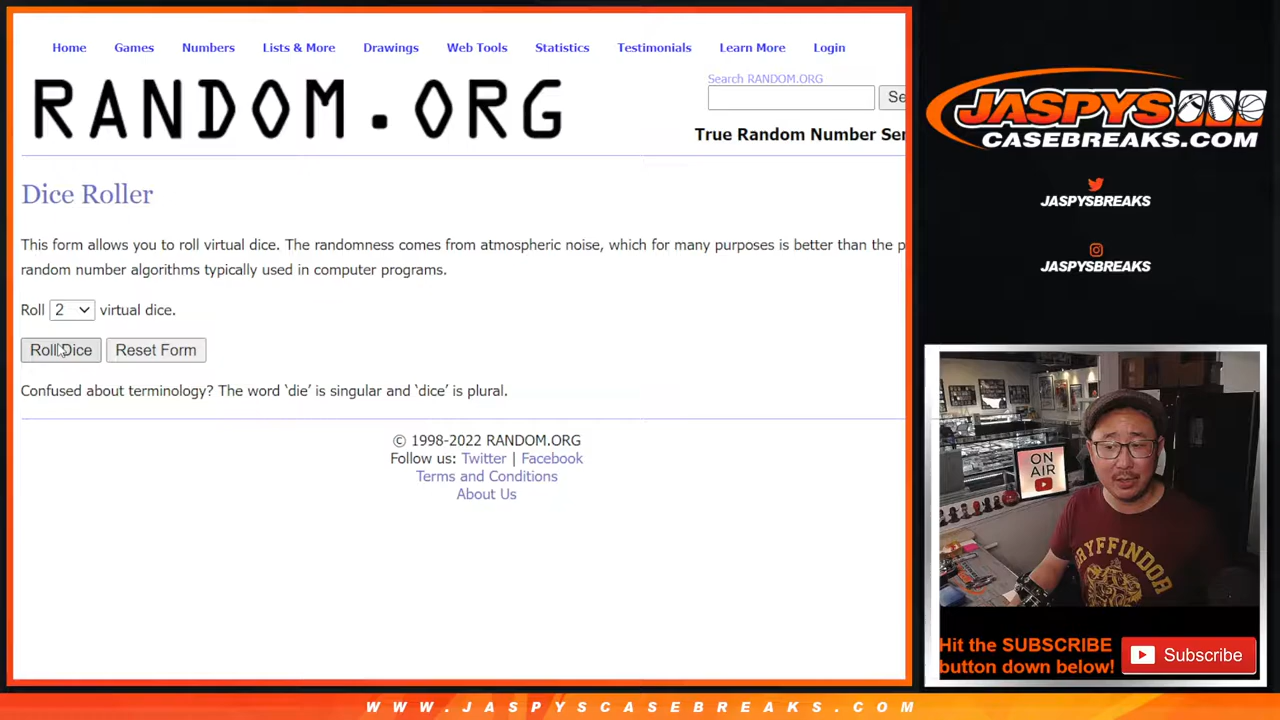 Home Games Numbers Lists & More Drawings Web Tools Statistics Testimonials Learn More Login
RANDOM.ORG
Search RANDOM.ORG
Se
True Random Number Ser
Dice Roller
This form allows you to roll virtual dice. The randomness comes from atmospheric noise, which for many purposes is better than the p
random number algorithms typically used in computer programs.
Roll 2 virtual dice.
Roll Dice Reset Form
Confused about terminology? The word ‘die’ is singular and ‘dice’ is plural.
© 1998-2022 RANDOM.ORG
Follow us: Twitter | Facebook
Terms and Conditions
About Us
JASPYS
CASEBREAKS.COM
JASPYSBREAKS
JASPYSBREAKS
ON
AIR
GRYFFINDOR
Hit the SUBSCRIBE
button down below!
Subscribe
WWW.JASPYSCASEBREAKS.COM